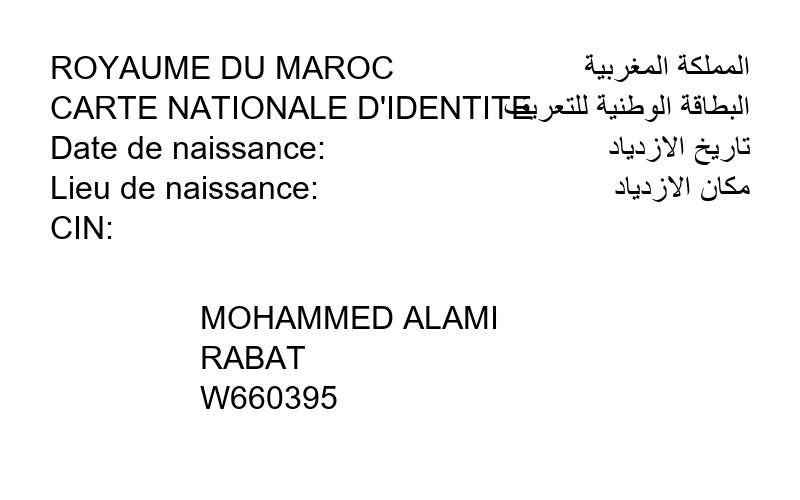 ROYAUME DU MAROC
المملكة المغربية
CARTE NATIONALE D'IDENTITE
البطاقة الوطنية للتعريف
Date de naissance:
تاريخ الازدياد
Lieu de naissance:
مكان الازدياد
CIN:
MOHAMMED ALAMI
RABAT
W660395